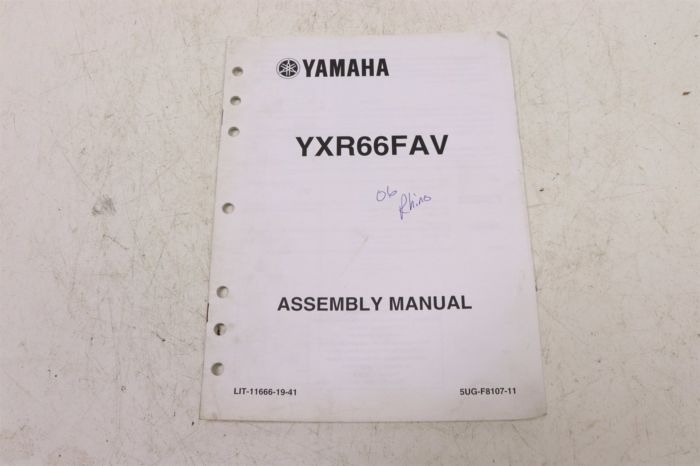 YAMAHA
YXR66FAV
06
Rhino
ASSEMBLY MANUAL
LIT-11666-19-41
5UG-F8107-11